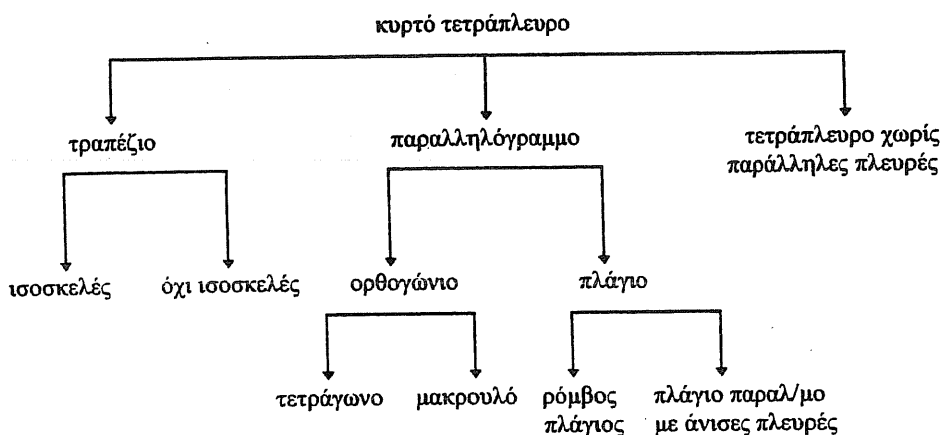 κυρτό τετράπλευρο
τραπέζιο
παραλληλόγραμμο
τετράπλευρο χωρίς
παράλληλες πλευρές
ισοσκελές
όχι ισοσκελές
ορθογώνιο
πλάγιο
τετράγωνο
μακρουλό
ρόμβος
πλάγιος
πλάγιο παραλ/μο
με άνισες πλευρές